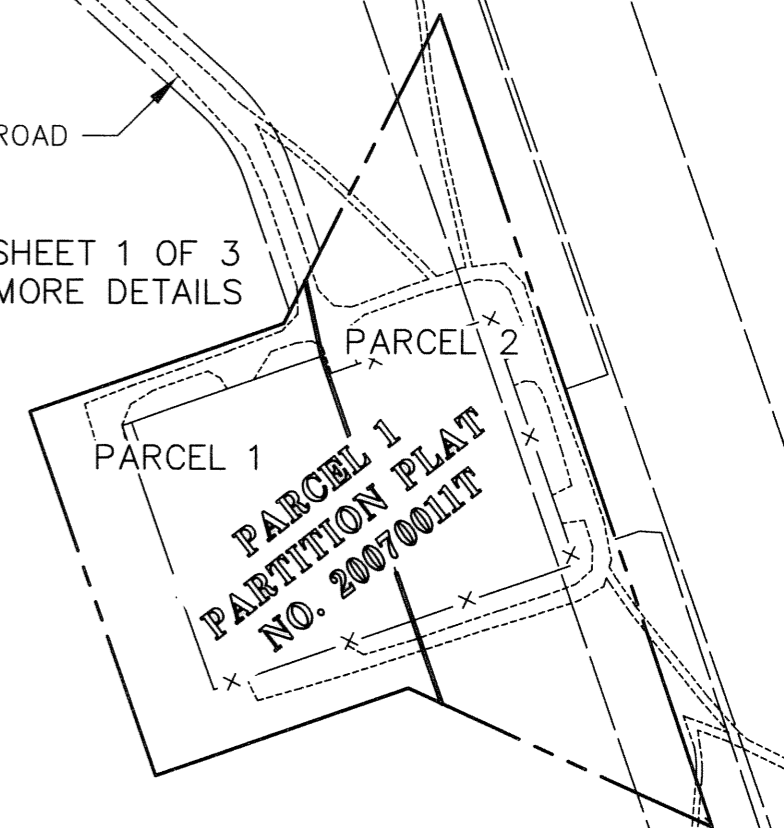 ROAD
SHEET 1 OF 3
MORE DETAILS
PARCEL 2
PARCEL 1
PARCEL 1
PARTITION PLAT
NO. 20070011T